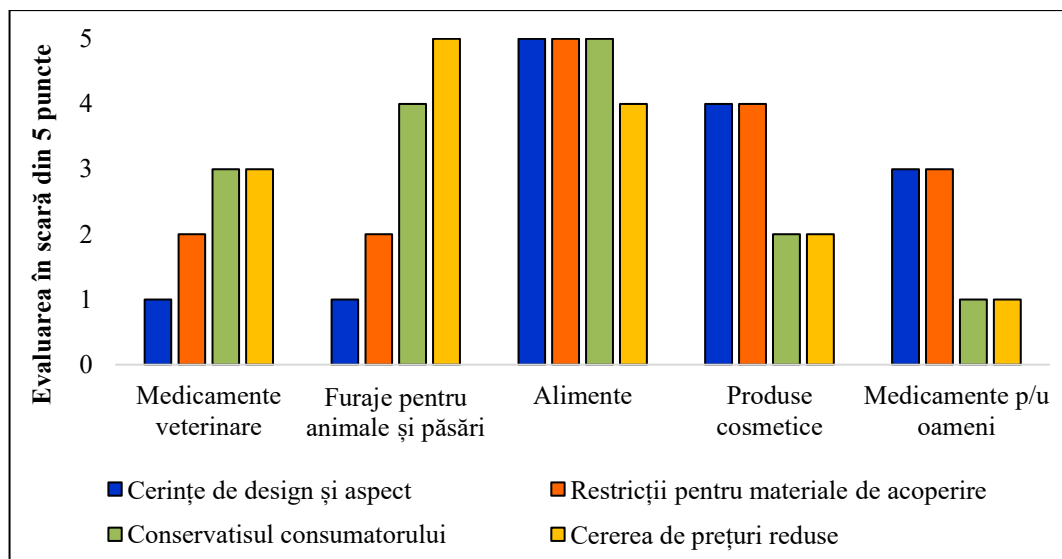 Evaluarea în scară din 5 puncte
5
4
3
2
1
0
Medicamente
veterinare
Furaje pentru
animale și păsări
Alimente
Produse
cosmetice
Medicamente p/u
oameni
Cerințe de design și aspect
Restricții pentru materiale de acoperire
Conservatisul consumatorului
Cererea de prețuri reduse